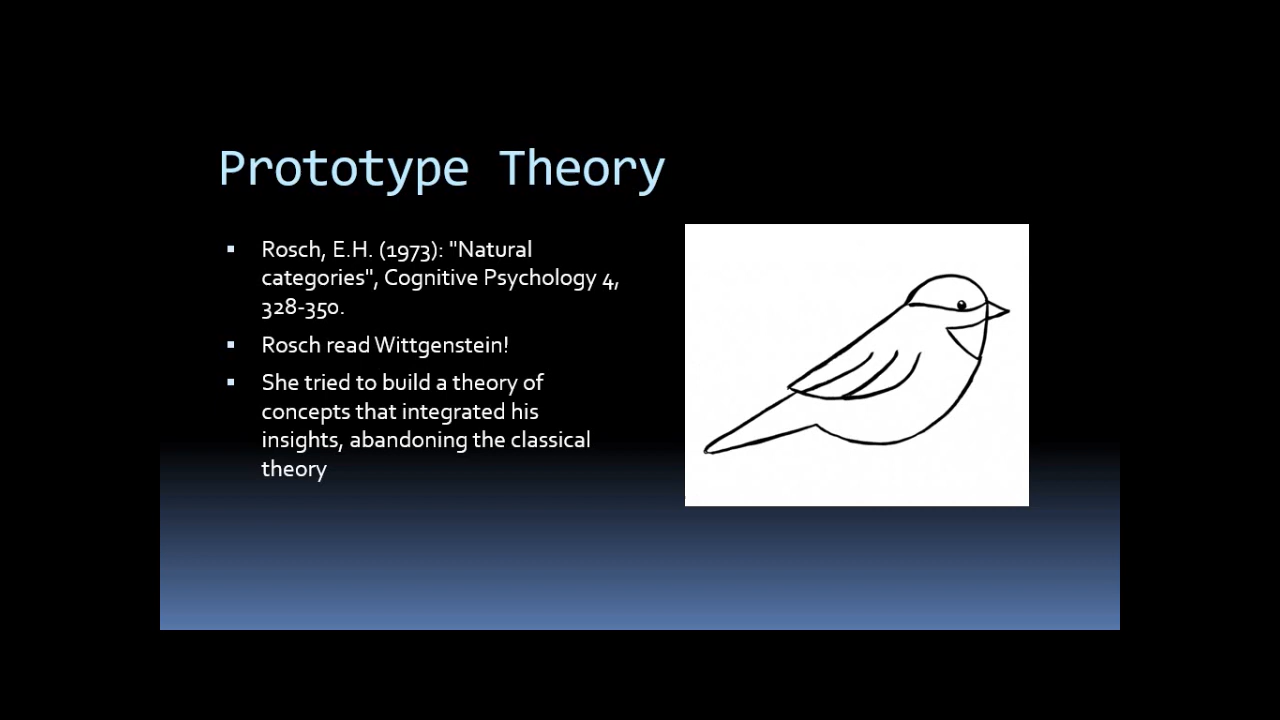 Prototype Theory
Rosch, E.H. (1973): "Natural
categories", Cognitive Psychology 4,
328-350.
Rosch read Wittgenstein!
She tried to build a theory of
concepts that integrated his
insights, abandoning the classical
theory